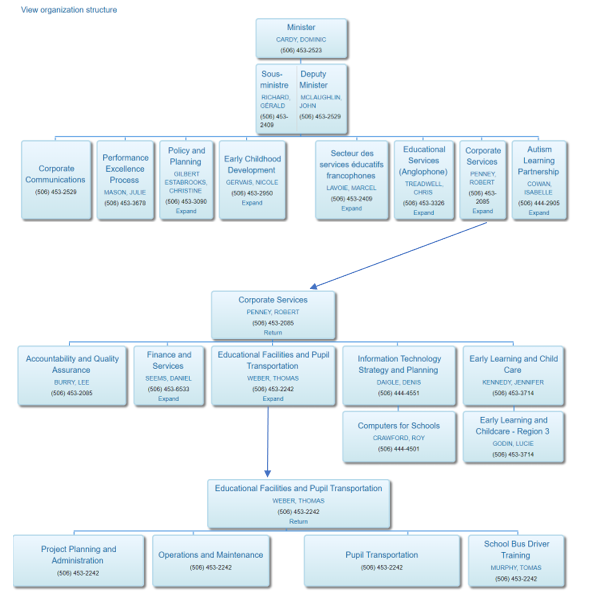 View organization structure
Minister
CARDY, DOMINIC
(506) 453-2523
Sous-
ministre
RICHARD,
GÉRALD
(506) 453-
2409
Deputy
Minister
MCLAUGHLIN,
JOHN
(506) 453-2529
Corporate
Communications
(506) 453-2529
Performance
Excellence
Process
MASON, JULIE
(506) 453-3678
Policy and
Planning
GILBERT
ESTABROOKS,
CHRISTINE
(506) 453-3090
Expand
Early Childhood
Development
GERVAIS, NICOLE
(506) 453-2950
Expand
Secteur des
services éducatifs
francophones
LAVOIE, MARCEL
(506) 453-2409
Expand
Educational
Services
(Anglophone)
TREADWELL,
CHRIS
(506) 453-3326
Expand
Corporate
Services
PENNEY,
ROBERT
(506) 453-
2085
Expand
Autism
Learning
Partnership
COWAN,
ISABELLE
(506) 444-2905
Expand
Corporate Services
PENNEY, ROBERT
(506) 453-2085
Return
Accountability and Quality
Assurance
BURRY, LEE
(506) 453-2085
Finance and
Services
SEEMS, DANIEL
(506) 453-6533
Expand
Educational Facilities and Pupil
Transportation
WEBER, THOMAS
(506) 453-2242
Expand
Information Technology
Strategy and Planning
DAIGLE, DENIS
(506) 444-4551
Early Learning and Child
Care
KENNEDY, JENNIFER
(506) 453-3714
Computers for Schools
CRAWFORD, ROY
(506) 444-4501
Early Learning and
Childcare - Region 3
GODIN, LUCIE
(506) 453-3714
Educational Facilities and Pupil Transportation
WEBER, THOMAS
(506) 453-2242
Return
Project Planning and
Administration
(506) 453-2242
Operations and Maintenance
(506) 453-2242
Pupil Transportation
(506) 453-2242
School Bus Driver
Training
MURPHY, TOMAS
(506) 453-2242